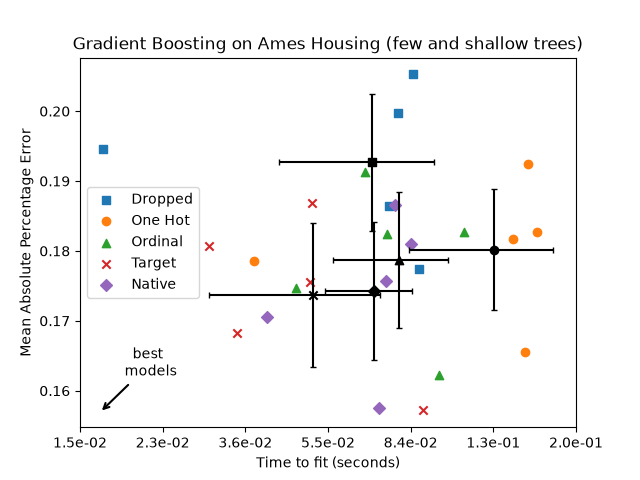 Gradient Boosting on Ames Housing (few and shallow trees)
Mean Absolute Percentage Error
0.20
0.19
0.18
0.17
0.16
Dropped
One Hot
Ordinal
Target
Native
best
models
1.5e-02 2.3e-02 3.6e-02 5.5e-02 8.4e-02 1.3e-01 2.0e-01
Time to fit (seconds)